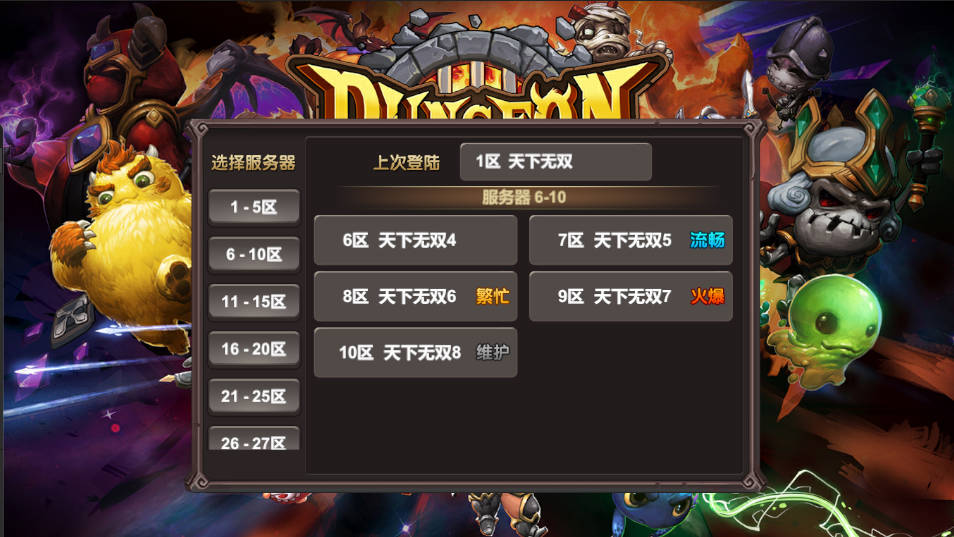 DUNGEON
选择服务器
上次登陆 1区 天下无双
服务器 6-10
1 - 5区
6 - 10区
11 - 15区
16 - 20区
21 - 25区
26 - 27区
6区 天下无双4
7区 天下无双5 流畅
8区 天下无双6 繁忙
9区 天下无双7 火爆
10区 天下无双8 维护